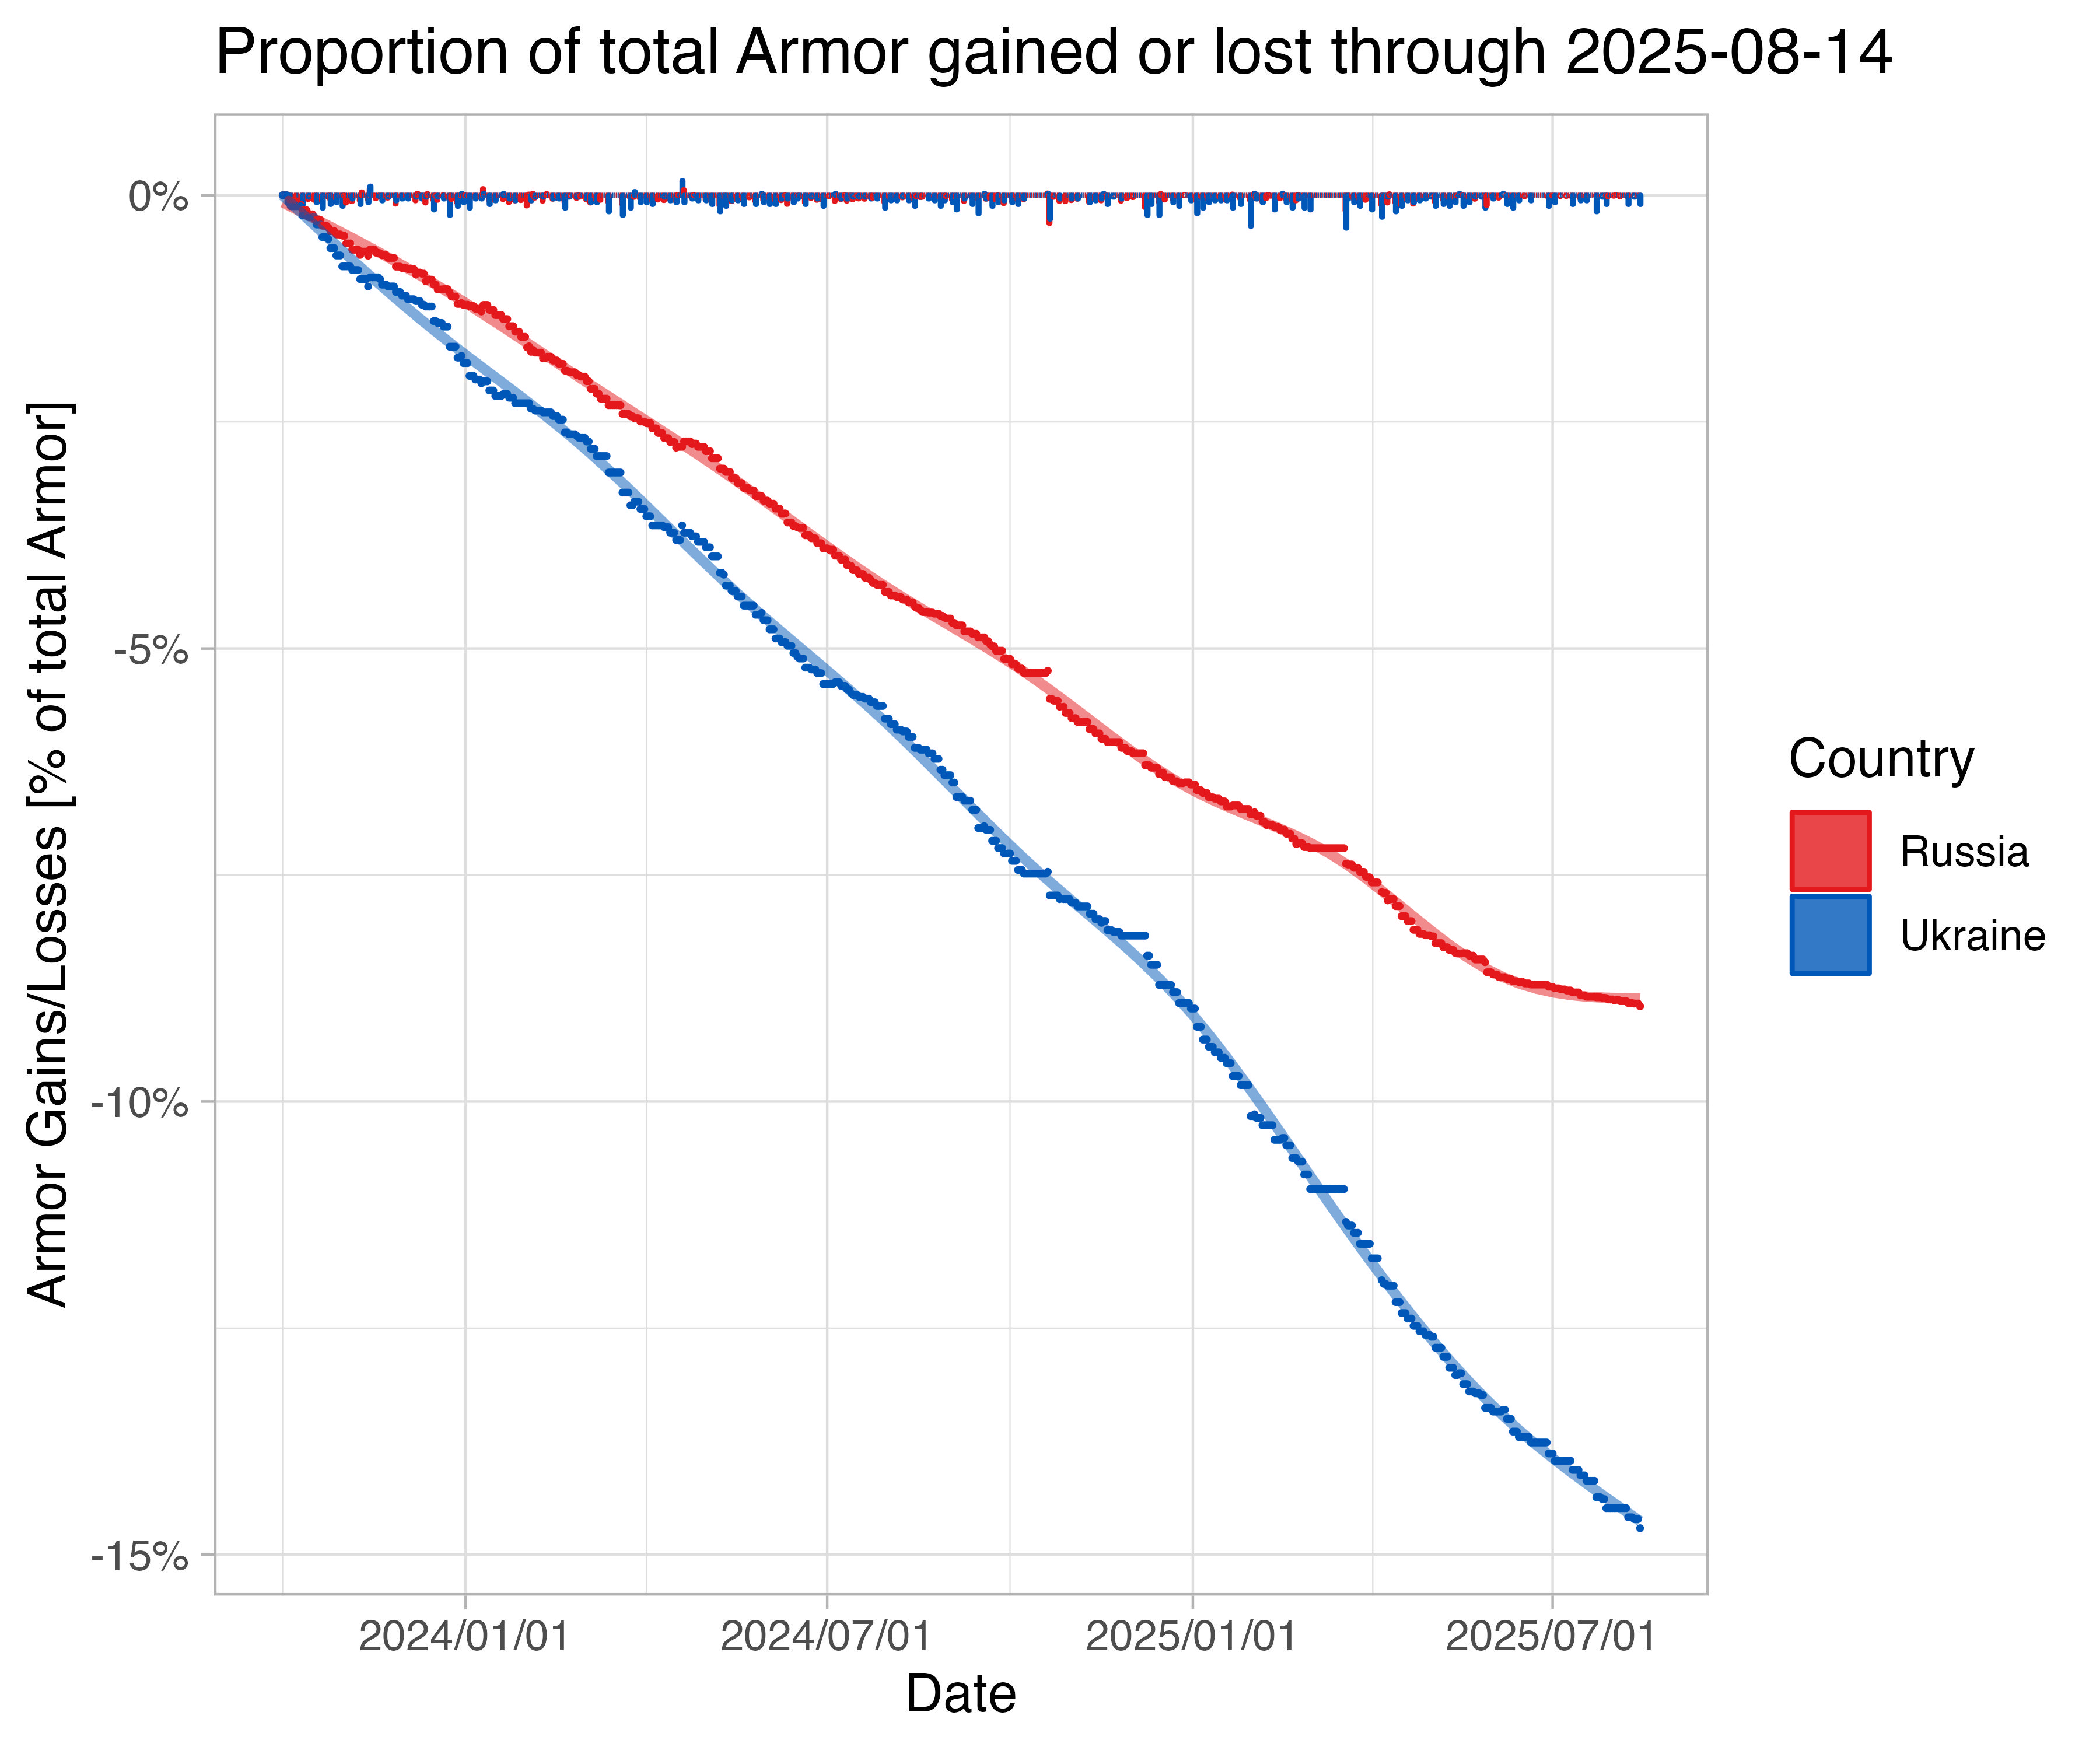 Proportion of total Armor gained or lost through 2025-08-14
Armor Gains/Losses [% of total Armor]
0%
-5%
-10%
-15%
2024/01/01
2024/07/01
2025/01/01
2025/07/01
Date
Country
Russia
Ukraine